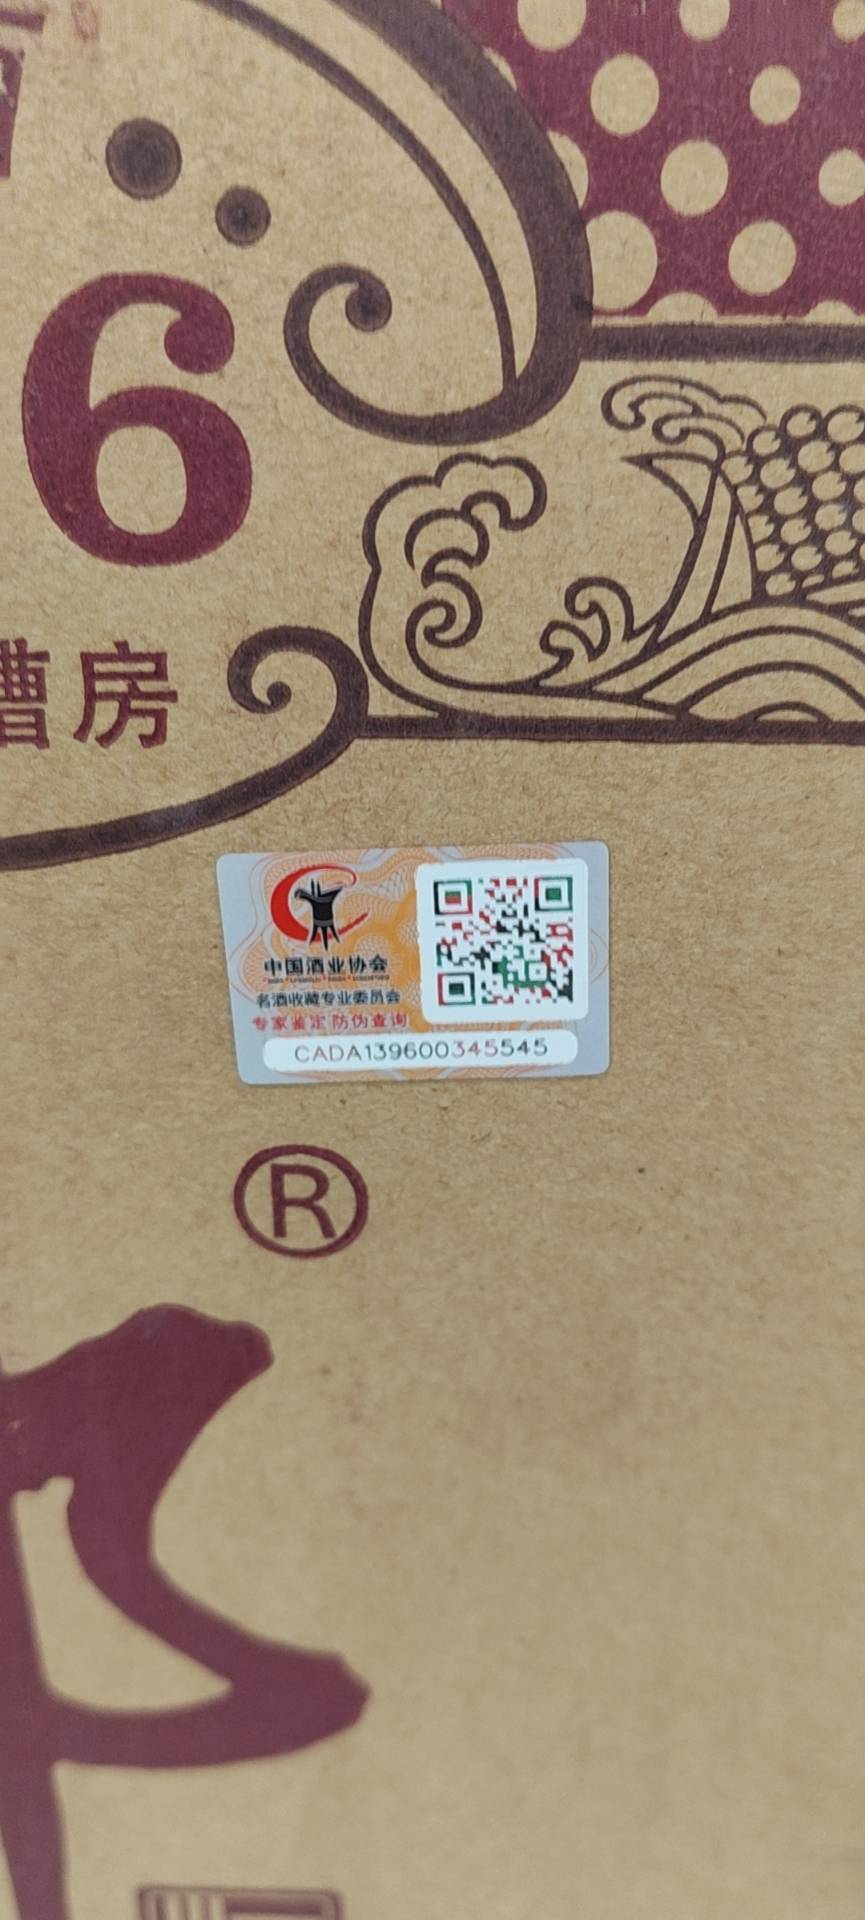 6
槽房
中国酒业协会
名酒收藏专业委员会
专家鉴定 防伪查询
CADA139600345545
®